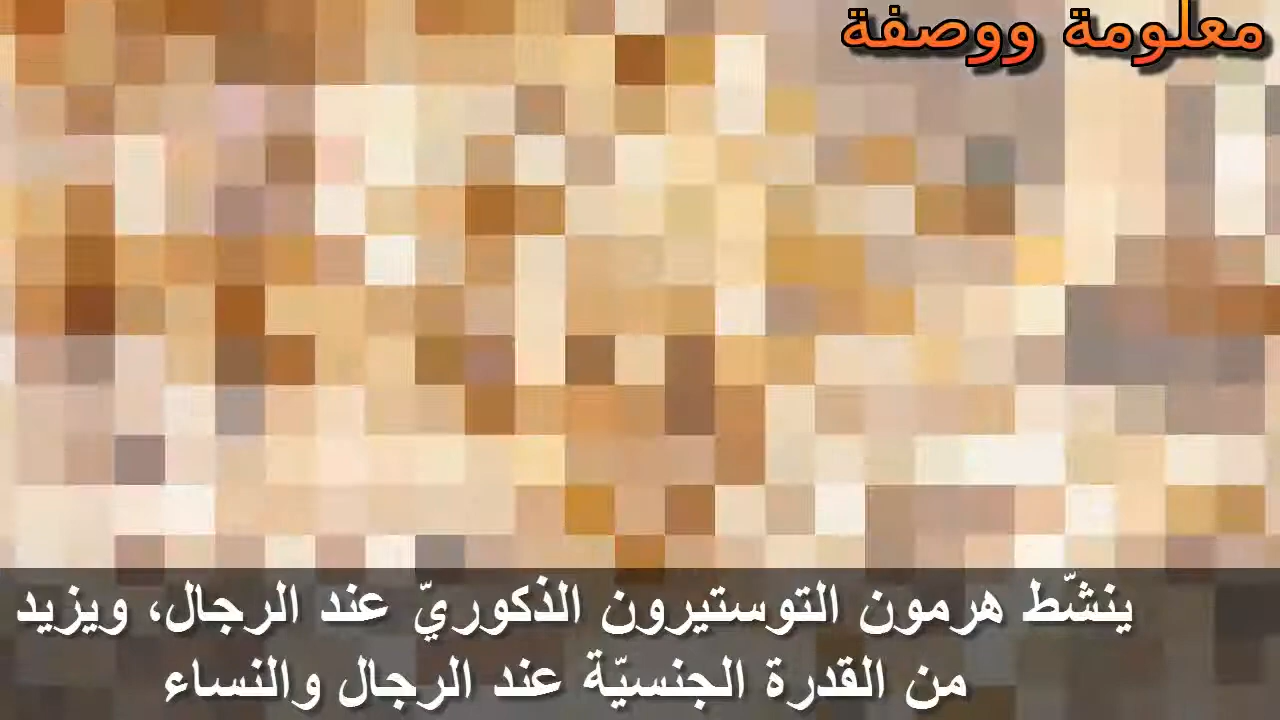 معلومة ووصفة
ينشّط هرمون التوستيرون الذكوريّ عند الرجال، ويزيد
من القدرة الجنسيّة عند الرجال والنساء